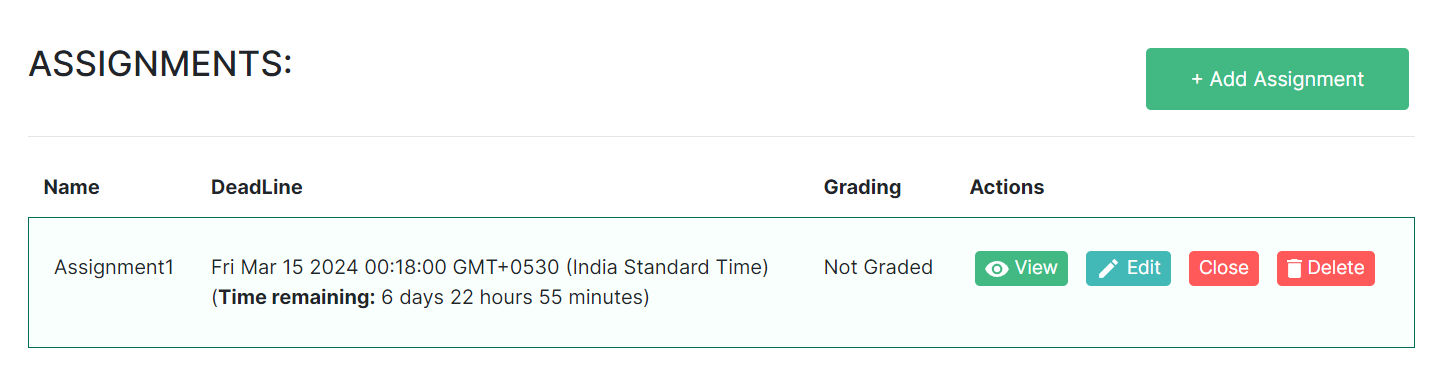 ASSIGNMENTS:
+ Add Assignment
Name DeadLine Grading Actions
Assignment1 Fri Mar 15 2024 00:18:00 GMT+0530 (India Standard Time) Not Graded View Edit Close Delete
(Time remaining: 6 days 22 hours 55 minutes)